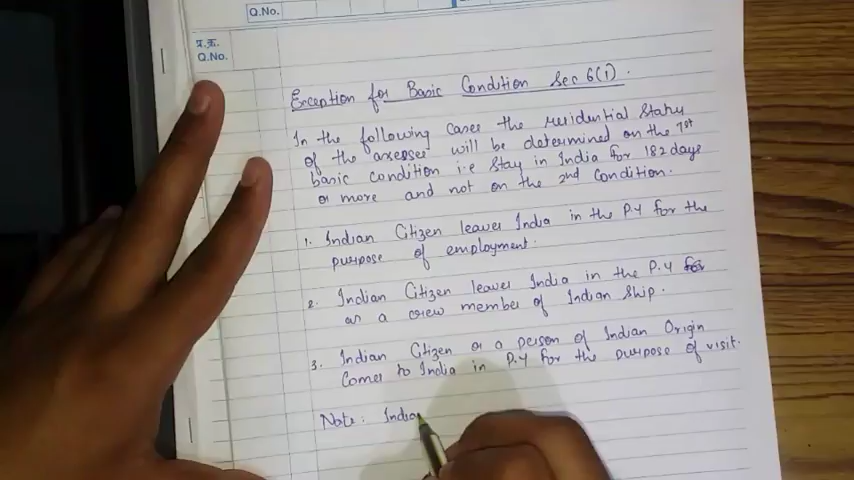 Q.No.
प्र.क्र.
Q.No.
Exception for Basic Condition Sec 6(1).
In the following cases the residential Status
of the assesses will be determined on the 1st
basic condition i.e stay in India for 182 days
or more and not on the 2nd Condition.
1. Indian Citizen leaves India in the P.Y for the
purpose of employment.
2. Indian Citizen leaves India in the P.Y for
as a crew member of Indian Ship.
3. Indian Citizen or a person of Indian Origin
Comes to India in P.Y for the purpose of visit.
Note: Indian